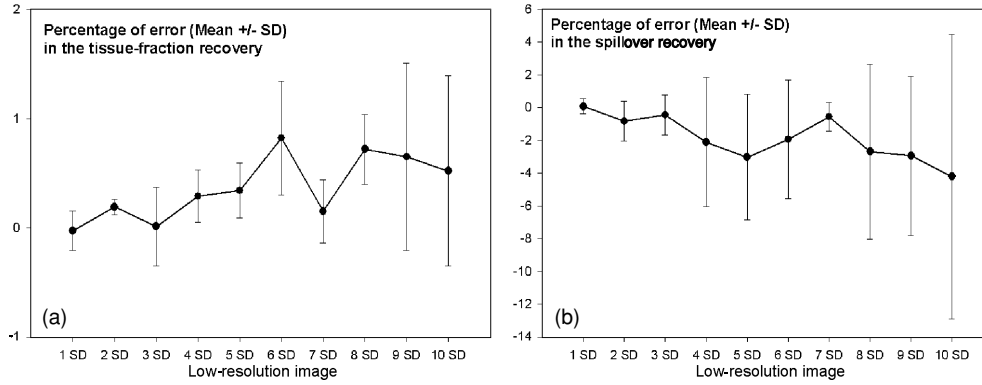 Percentage of error (Mean +/- SD)
in the tissue-fraction recovery
2
1
0
-1
(a)
1 SD 2 SD 3 SD 4 SD 5 SD 6 SD 7 SD 8 SD 9 SD 10 SD
Low-resolution image
Percentage of error (Mean +/- SD)
in the spillover recovery
6
4
2
0
-2
-4
-6
-8
-10
-12
-14
(b)
1 SD 2 SD 3 SD 4 SD 5 SD 6 SD 7 SD 8 SD 9 SD 10 SD
Low-resolution image